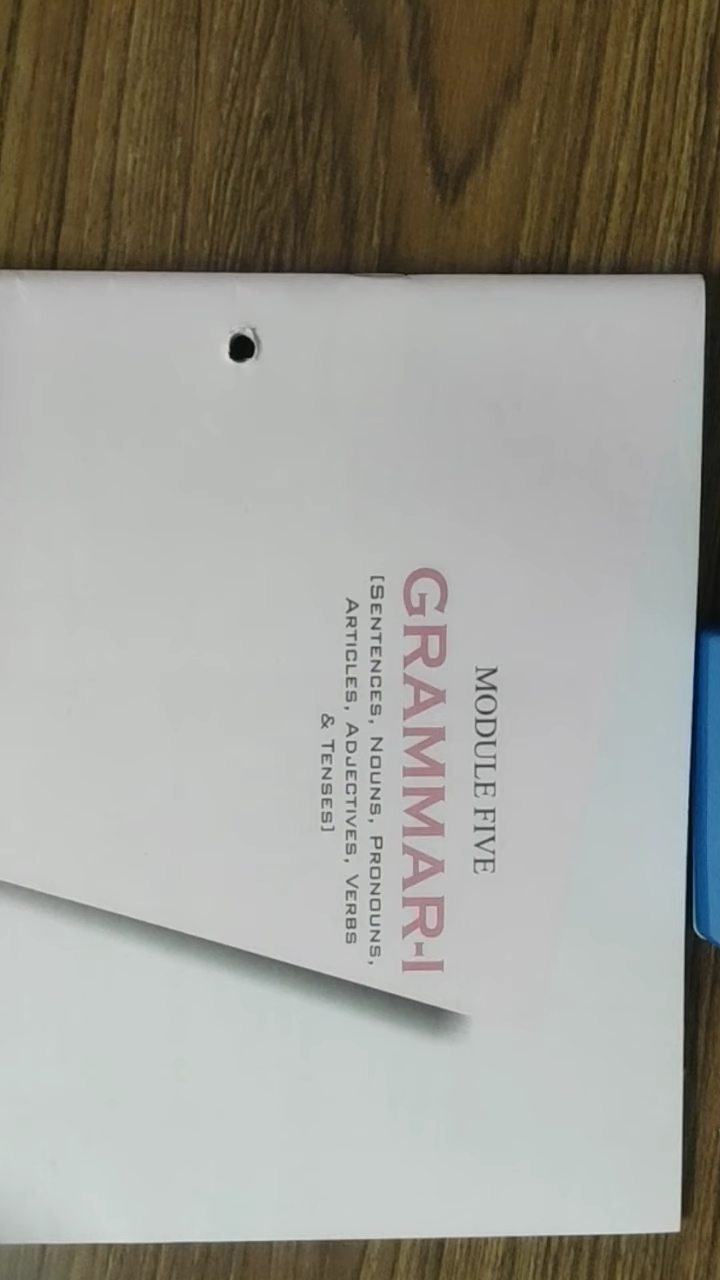 MODULE FIVE
GRAMMAR-I
[SENTENCES, NOUNS, PRONOUNS,
ARTICLES, ADJECTIVES, VERBS
& TENSES]